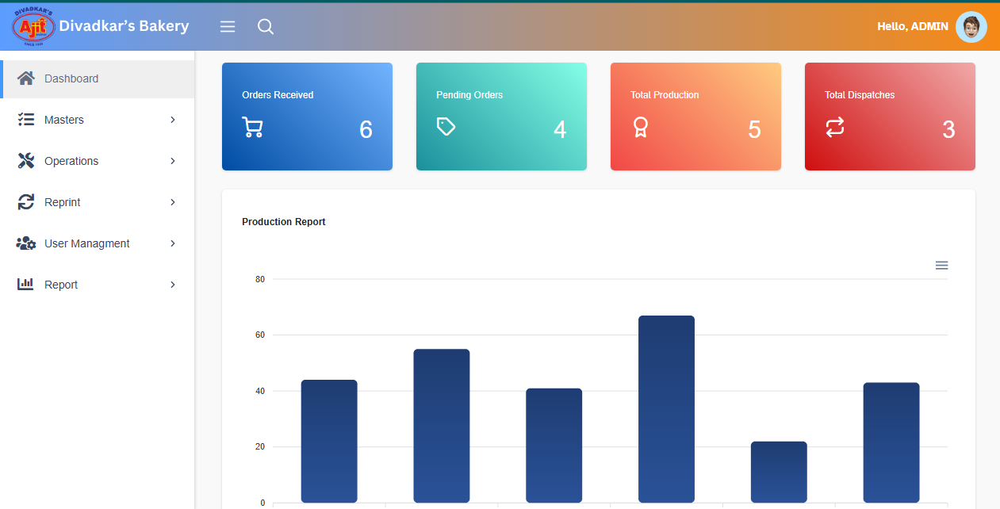 DIVADKAR'S
Ajit
SINCE 1939
Divadkar's Bakery
Hello, ADMIN
Dashboard
Masters
Operations
Reprint
User Managment
Report
Orders Received
6
Pending Orders
4
Total Production
5
Total Dispatches
3
Production Report
80
60
40
20
0